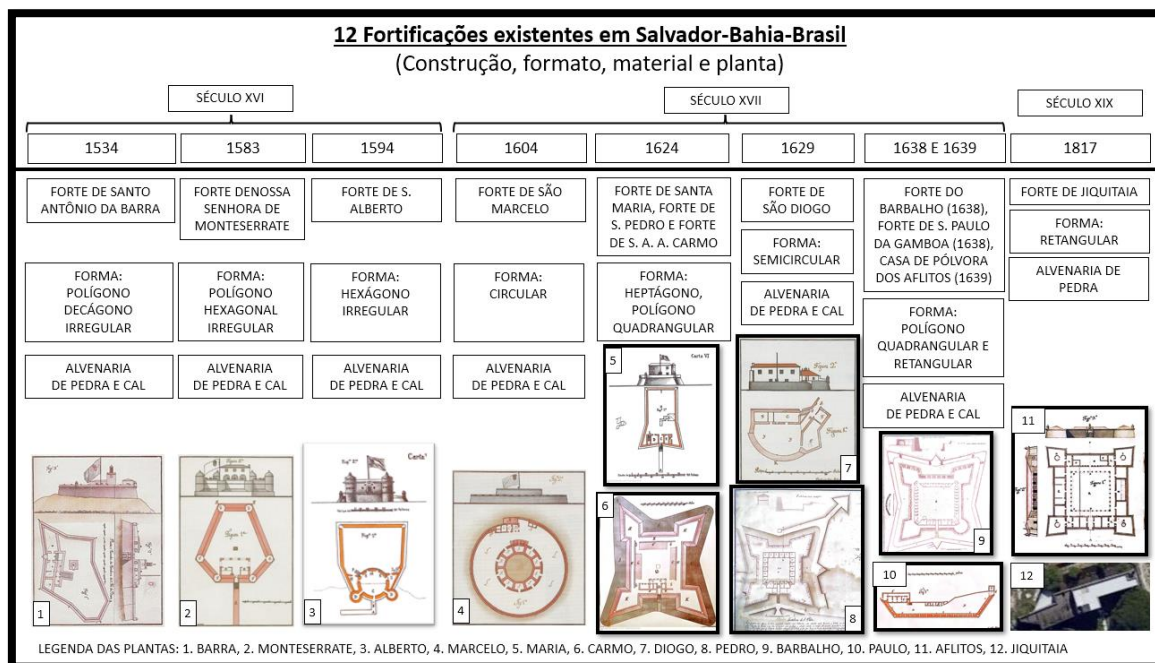 12 Fortificações existentes em Salvador-Bahia-Brasil
(Construção, formato, material e planta)
SÉCULO XVI
SÉCULO XVII
SÉCULO XIX
1534
1583
1594
1604
1624
1629
1638 E 1639
1817
FORTE DE SANTO
ANTÔNIO DA BARRA
FORMA:
POLÍGONO
DECÁGONO
IRREGULAR
ALVENARIA
DE PEDRA E CAL
1
FORTE DENOSSA
SENHORA DE
MONTESERRATE
FORMA:
POLÍGONO
HEXAGONAL
IRREGULAR
ALVENARIA
DE PEDRA E CAL
2
FORTE DE S.
ALBERTO
FORMA:
HEXÁGONO
IRREGULAR
ALVENARIA
DE PEDRA E CAL
3
FORTE DE SÃO
MARCELO
FORMA:
CIRCULAR
ALVENARIA
DE PEDRA E CAL
4
FORTE DE SANTA
MARIA, FORTE DE
S. PEDRO E FORTE
DE S. A. A. CARMO
FORMA:
HEPTÁGONO,
POLÍGONO
QUADRANGULAR
5
6
FORTE DE
SÃO DIOGO
FORMA:
SEMICIRCULAR
ALVENARIA
DE PEDRA E CAL
7
8
FORTE DO
BARBALHO (1638),
FORTE DE S. PAULO
DA GAMBOA (1638),
CASA DE PÓLVORA
DOS AFLITOS (1639)
FORMA:
POLÍGONO
QUADRANGULAR E
RETANGULAR
ALVENARIA
DE PEDRA E CAL
9
10
FORTE DE JIQUITAIA
FORMA:
RETANGULAR
ALVENARIA DE
PEDRA
11
12
LEGENDA DAS PLANTAS: 1. BARRA, 2. MONTESERRATE, 3. ALBERTO, 4. MARCELO, 5. MARIA, 6. CARMO, 7. DIOGO, 8. PEDRO, 9. BARBALHO, 10. PAULO, 11. AFLITOS, 12. JIQUITAIA